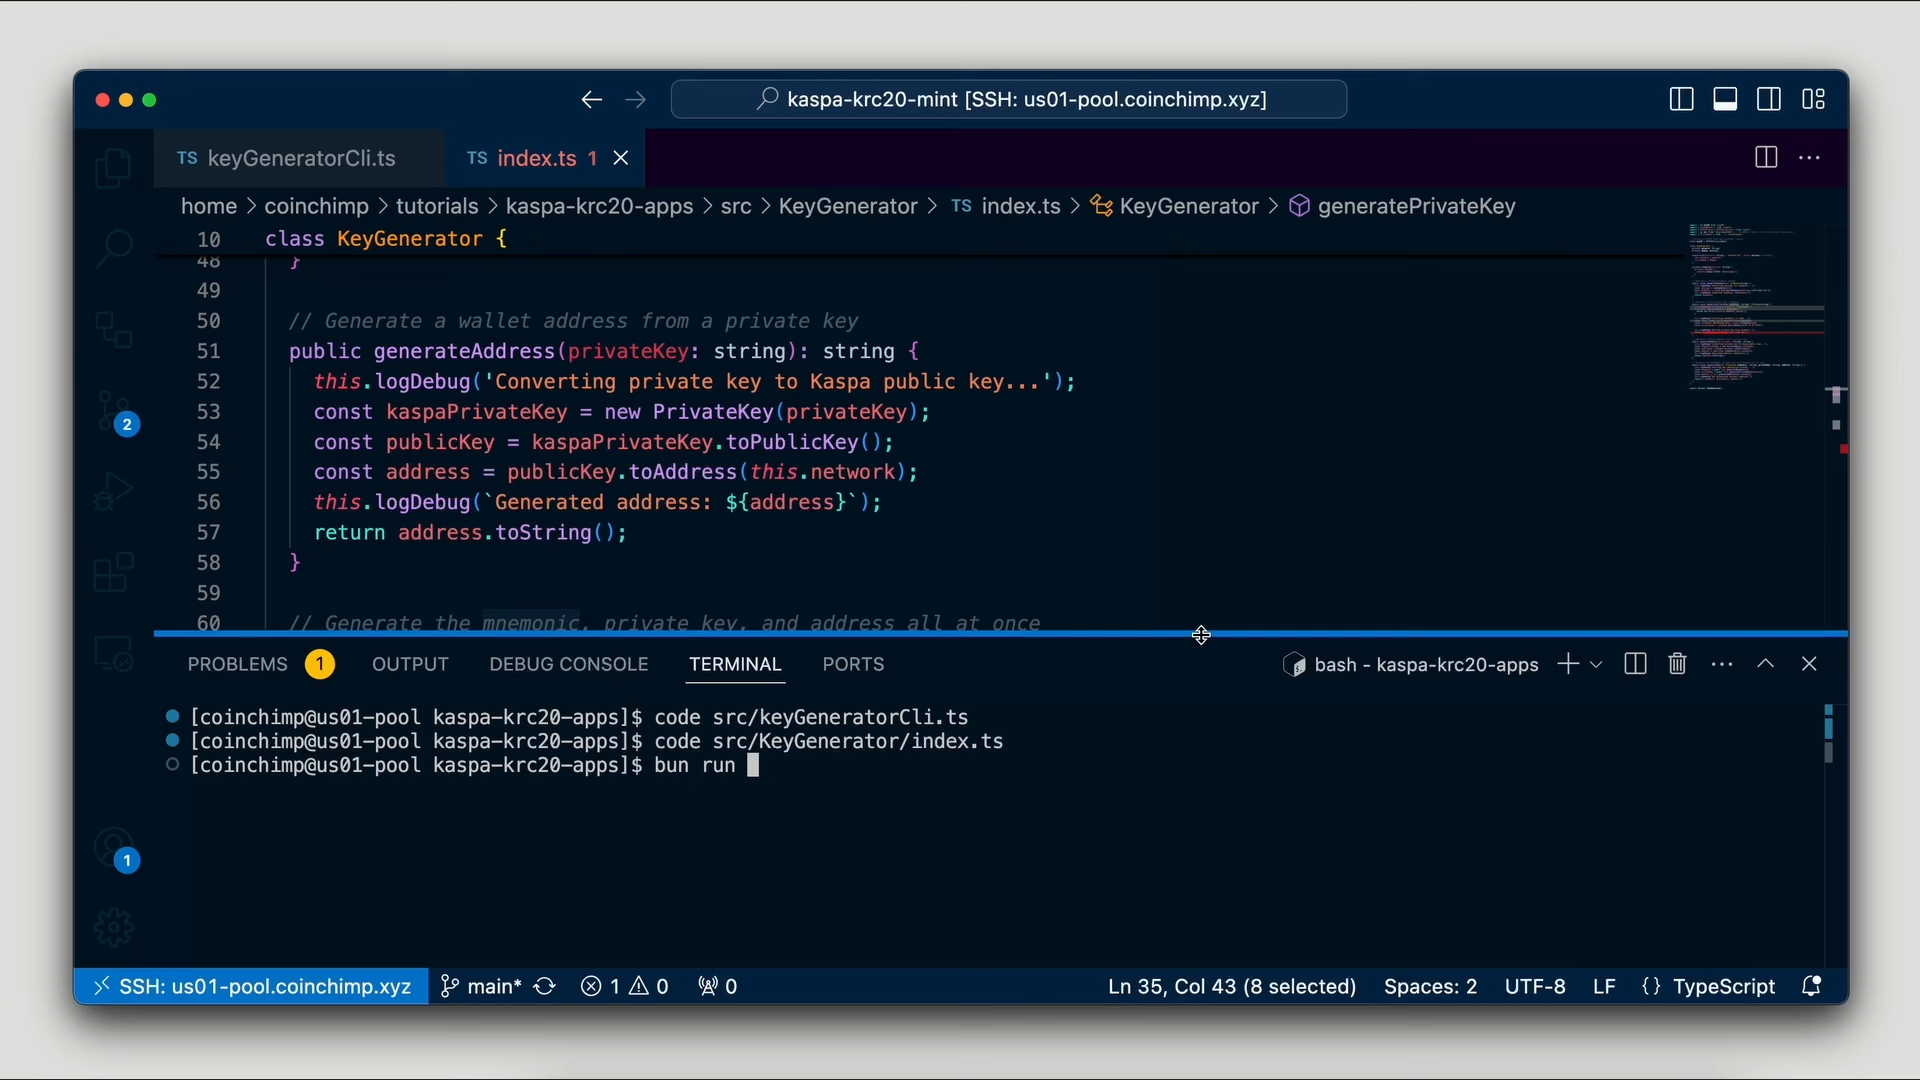 kaspa-krc20-mint [SSH: us01-pool.coinchimp.xyz]
TS keyGeneratorCli.ts
TS index.ts 1
home > coinchimp > tutorials > kaspa-krc20-apps > src > KeyGenerator > TS index.ts > KeyGenerator > generatePrivateKey
10 class KeyGenerator {
48 }
49
50 // Generate a wallet address from a private key
51 public generateAddress(privateKey: string): string {
52 this.logDebug('Converting private key to Kaspa public key...');
53 const kaspaPrivateKey = new PrivateKey(privateKey);
54 const publicKey = kaspaPrivateKey.toPublicKey();
55 const address = publicKey.toAddress(this.network);
56 this.logDebug(`Generated address: ${address}`);
57 return address.toString();
58 }
59
60 // Generate the mnemonic, private key, and address all at once
2
1
PROBLEMS 1 OUTPUT DEBUG CONSOLE TERMINAL PORTS
bash - kaspa-krc20-apps
[coinchimp@us01-pool kaspa-krc20-apps]$ code src/keyGeneratorCli.ts
[coinchimp@us01-pool kaspa-krc20-apps]$ code src/KeyGenerator/index.ts
[coinchimp@us01-pool kaspa-krc20-apps]$ bun run
SSH: us01-pool.coinchimp.xyz main* 1 0 0
Ln 35, Col 43 (8 selected) Spaces: 2 UTF-8 LF {} TypeScript